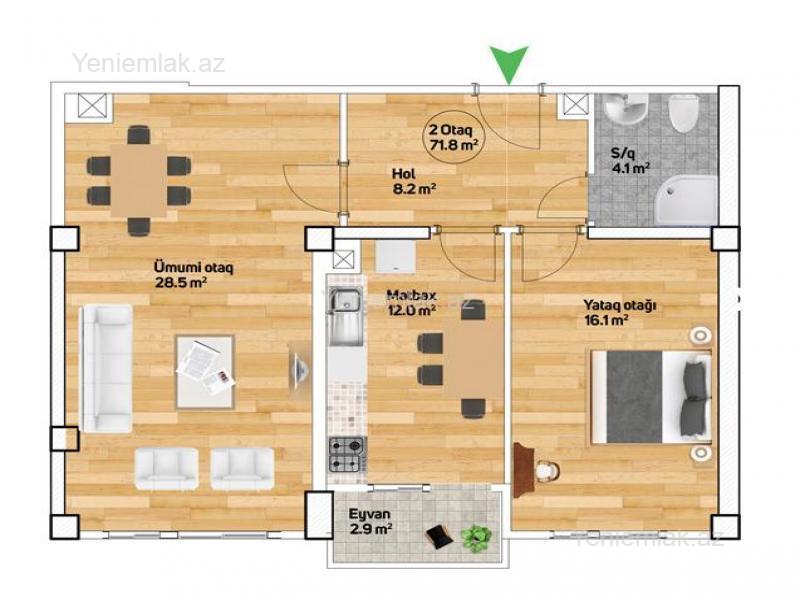 Yeniemlak.az
2 Otaq
71.8 m²
Hol
8.2 m²
S/q
4.1 m²
Ümumi otaq
28.5 m²
Mətbəx
12.0 m²
Yataq otağı
16.1 m²
Eyvan
2.9 m²
Yeniemlak.az